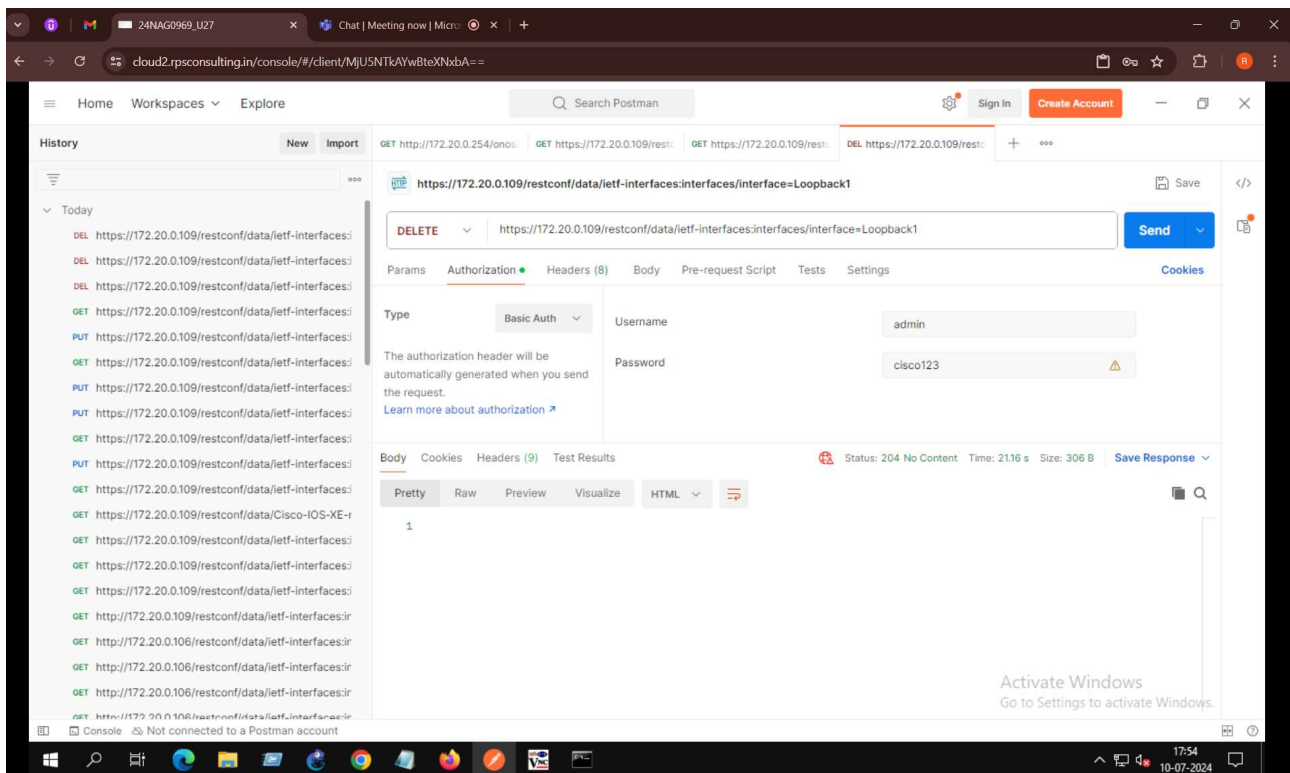 24NAG0969_U27
Chat | Meeting now | Micro
cloud2.rpsconsulting.in/console/#/client/MjU5NTkAYwBteXNxbA==
R
Home Workspaces Explore
Search Postman
Sign In
Create Account
History
New
Import
GET http://172.20.0.254/onos
GET https://172.20.0.109/restc
GET https://172.20.0.109/restc
DEL https://172.20.0.109/restc
HTTP https://172.20.0.109/restconf/data/ietf-interfaces:interfaces/interface=Loopback1
Save
</>
Today
DEL https://172.20.0.109/restconf/data/ietf-interfaces:i
DEL https://172.20.0.109/restconf/data/ietf-interfaces:i
DEL https://172.20.0.109/restconf/data/ietf-interfaces:i
GET https://172.20.0.109/restconf/data/ietf-interfaces:i
PUT https://172.20.0.109/restconf/data/ietf-interfaces:i
GET https://172.20.0.109/restconf/data/ietf-interfaces:i
PUT https://172.20.0.109/restconf/data/ietf-interfaces:i
PUT https://172.20.0.109/restconf/data/ietf-interfaces:i
GET https://172.20.0.109/restconf/data/ietf-interfaces:i
PUT https://172.20.0.109/restconf/data/ietf-interfaces:i
GET https://172.20.0.109/restconf/data/ietf-interfaces:i
GET https://172.20.0.109/restconf/data/Cisco-IOS-XE-r
GET https://172.20.0.109/restconf/data/ietf-interfaces:i
GET https://172.20.0.109/restconf/data/ietf-interfaces:i
GET https://172.20.0.109/restconf/data/ietf-interfaces:i
GET http://172.20.0.109/restconf/data/ietf-interfaces:ir
GET http://172.20.0.106/restconf/data/ietf-interfaces:ir
GET http://172.20.0.106/restconf/data/ietf-interfaces:ir
GET http://172.20.0.106/restconf/data/ietf-interfaces:ir
GET http://172.20.0.106/restconf/data/ietf-interfaces:ir
DELETE
https://172.20.0.109/restconf/data/ietf-interfaces:interfaces/interface=Loopback1
Send
Params Authorization Headers (8) Body Pre-request Script Tests Settings
Cookies
Type
Basic Auth
The authorization header will be
automatically generated when you send
the request.
Learn more about authorization
Username
admin
Password
cisco123
Body Cookies Headers (9) Test Results
Status: 204 No Content Time: 21.16 s Size: 306 B
Save Response
Pretty Raw Preview Visualize
HTML
1
Activate Windows
Go to Settings to activate Windows.
Console Not connected to a Postman account
17:54
10-07-2024